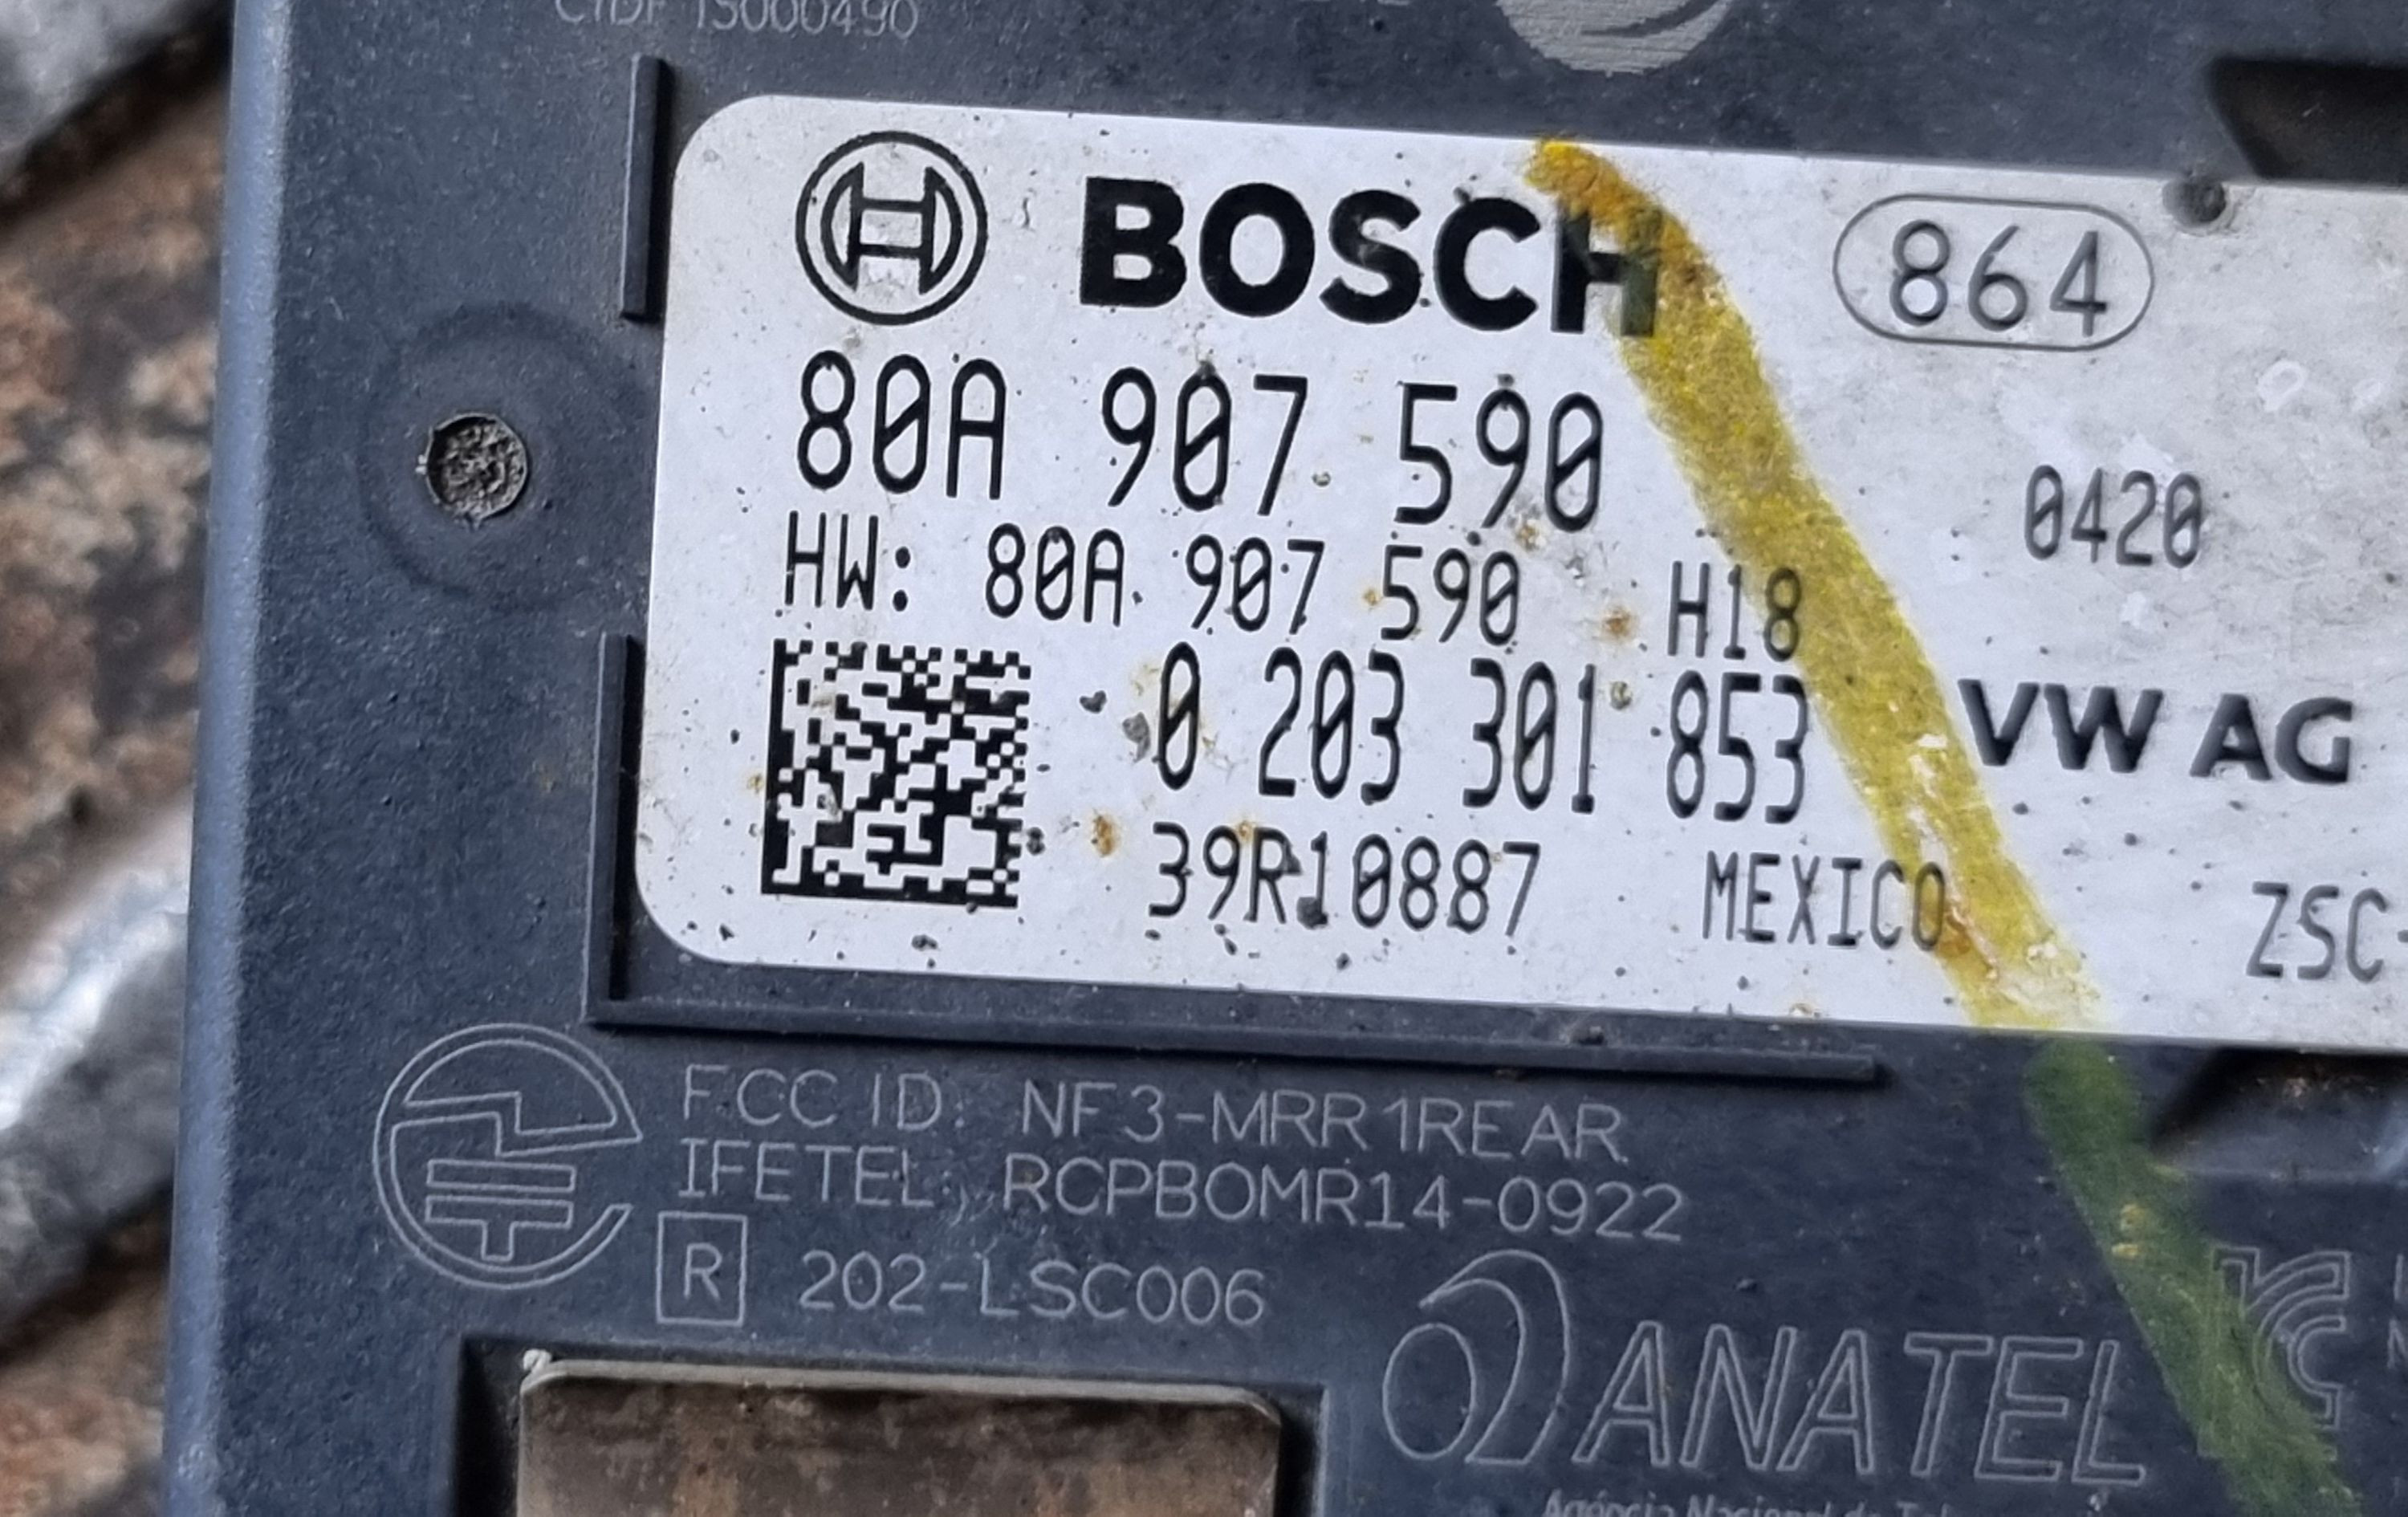 BOSCH 864
80A 907 590
0420
HW: 80A 907 590 H18
0 203 301 853 VW AG
39R10887 MEXICO ZSC-
FCC ID: NF3-MRR1REAR
IFETEL: RCPBOMR14-0922
R 202-LSC006
ANATEL